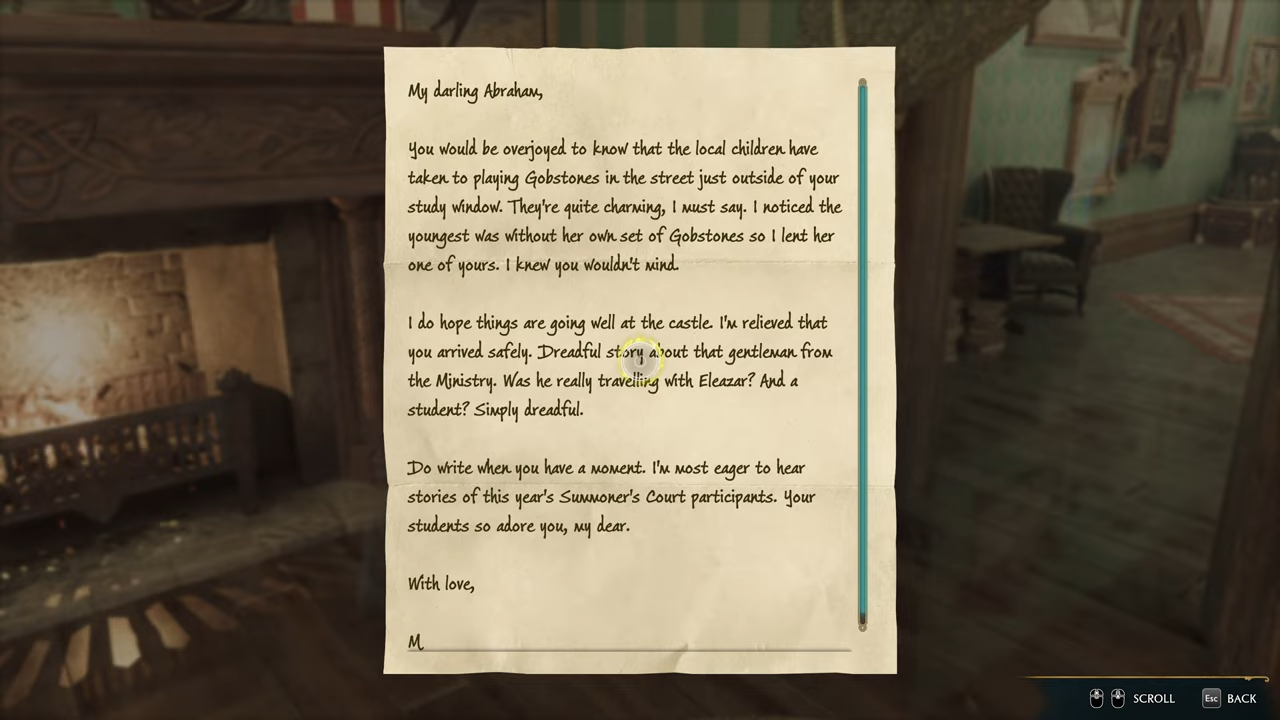 My darling Abraham,
You would be overjoyed to know that the local children have
taken to playing Gobstones in the street just outside of your
study window. They're quite charming, I must say. I noticed the
youngest was without her own set of Gobstones so I lent her
one of yours. I knew you wouldn't mind.
I do hope things are going well at the castle. I'm relieved that
you arrived safely. Dreadful story about that gentleman from
the Ministry. Was he really travelling with Eleazar? And a
student? Simply dreadful.
Do write when you have a moment. I'm most eager to hear
stories of this year's Summoner's Court participants. Your
students so adore you, my dear.
With love,
M
SCROLL
Esc BACK